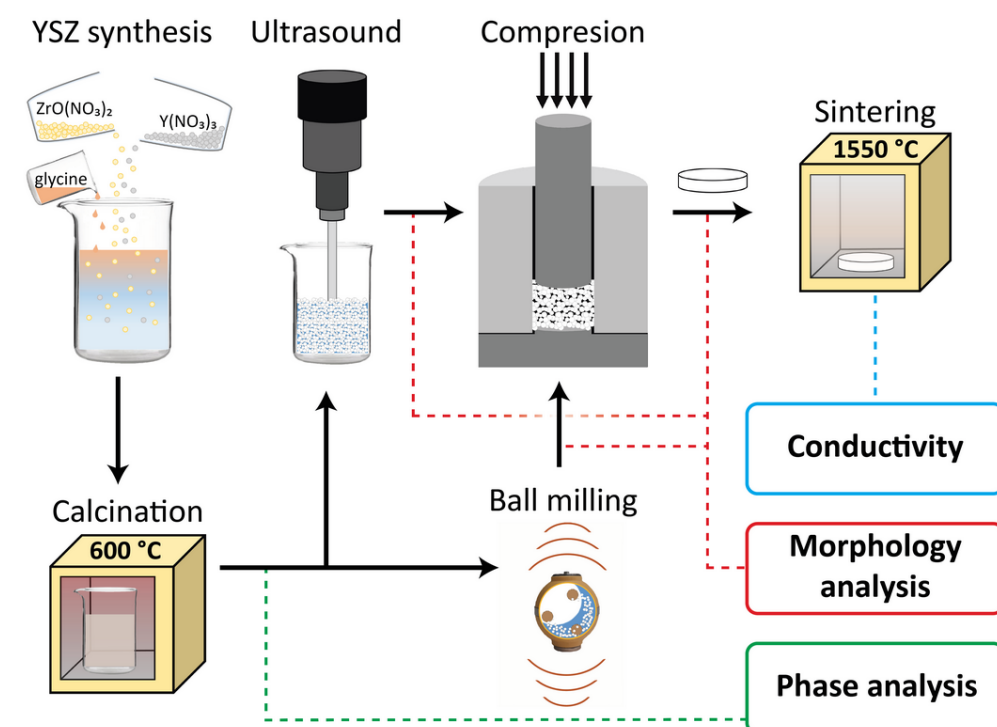 YSZ synthesis
Ultrasound
Compresion
ZrO(NO₃)₂
Y(NO₃)₃
glycine
Sintering
1550 °C
Conductivity
Calcination
600 °C
Ball milling
Morphology
analysis
Phase analysis